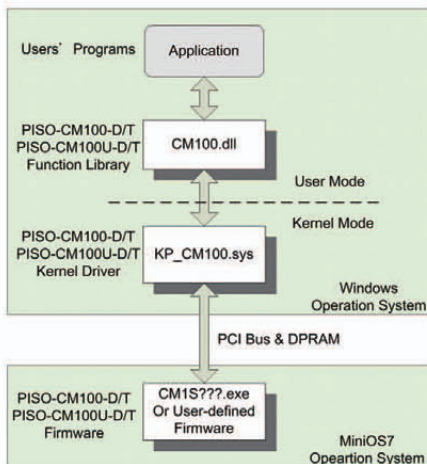 Users' Programs
Application
PISO-CM100-D/T
PISO-CM100U-D/T
Function Library
CM100.dll
User Mode
Kernel Mode
PISO-CM100-D/T
PISO-CM100U-D/T
Kernel Driver
KP_CM100.sys
Windows
Operation System
PCI Bus & DPRAM
PISO-CM100-D/T
PISO-CM100U-D/T
Firmware
CM1S???.exe
Or User-defined
Firmware
MiniOS7
Opeartion System